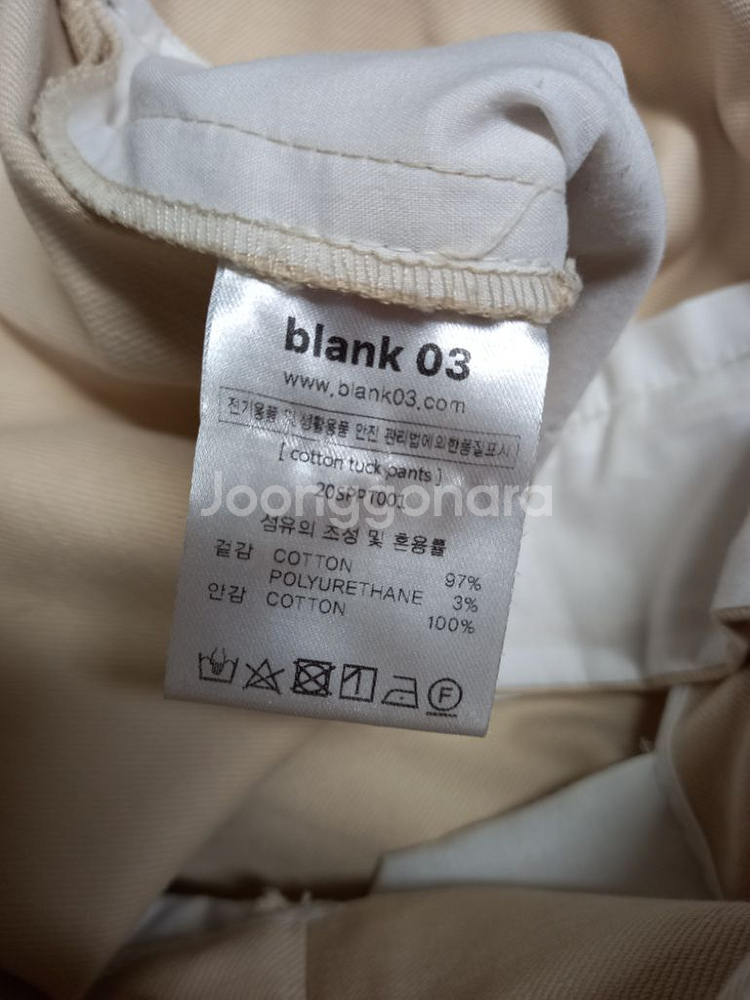 blank 03
www.blank03.com
전기용품 및 생활용품 안전 관리법에의한품질표시
[ cotton tuck pants ]
20SPPT001
Joonggonara
섬유의 조성 및 혼용률
겉감 COTTON 97%
POLYURETHANE 3%
안감 COTTON 100%
F